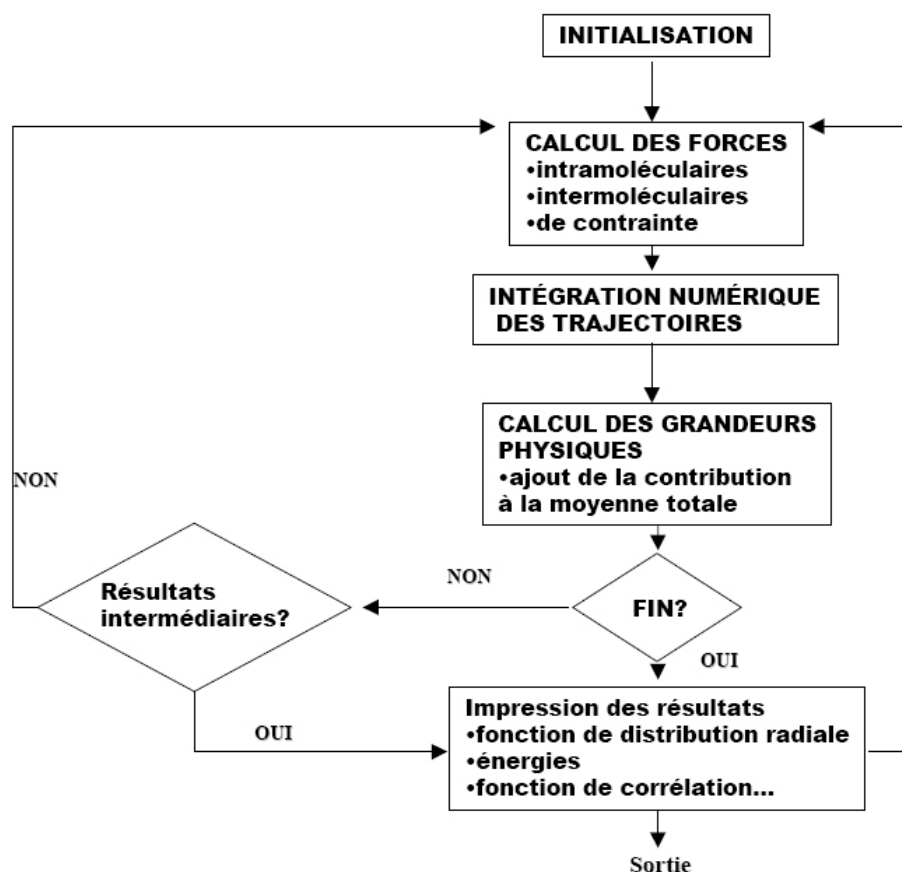 INITIALISATION
CALCUL DES FORCES
•intramoléculaires
•intermoléculaires
•de contrainte
INTÉGRATION NUMÉRIQUE
DES TRAJECTOIRES
CALCUL DES GRANDEURS
PHYSIQUES
•ajout de la contribution
à la moyenne totale
NON
Résultats
intermédiaires?
NON
FIN?
OUI
OUI
Impression des résultats
•fonction de distribution radiale
•énergies
•fonction de corrélation...
Sortie